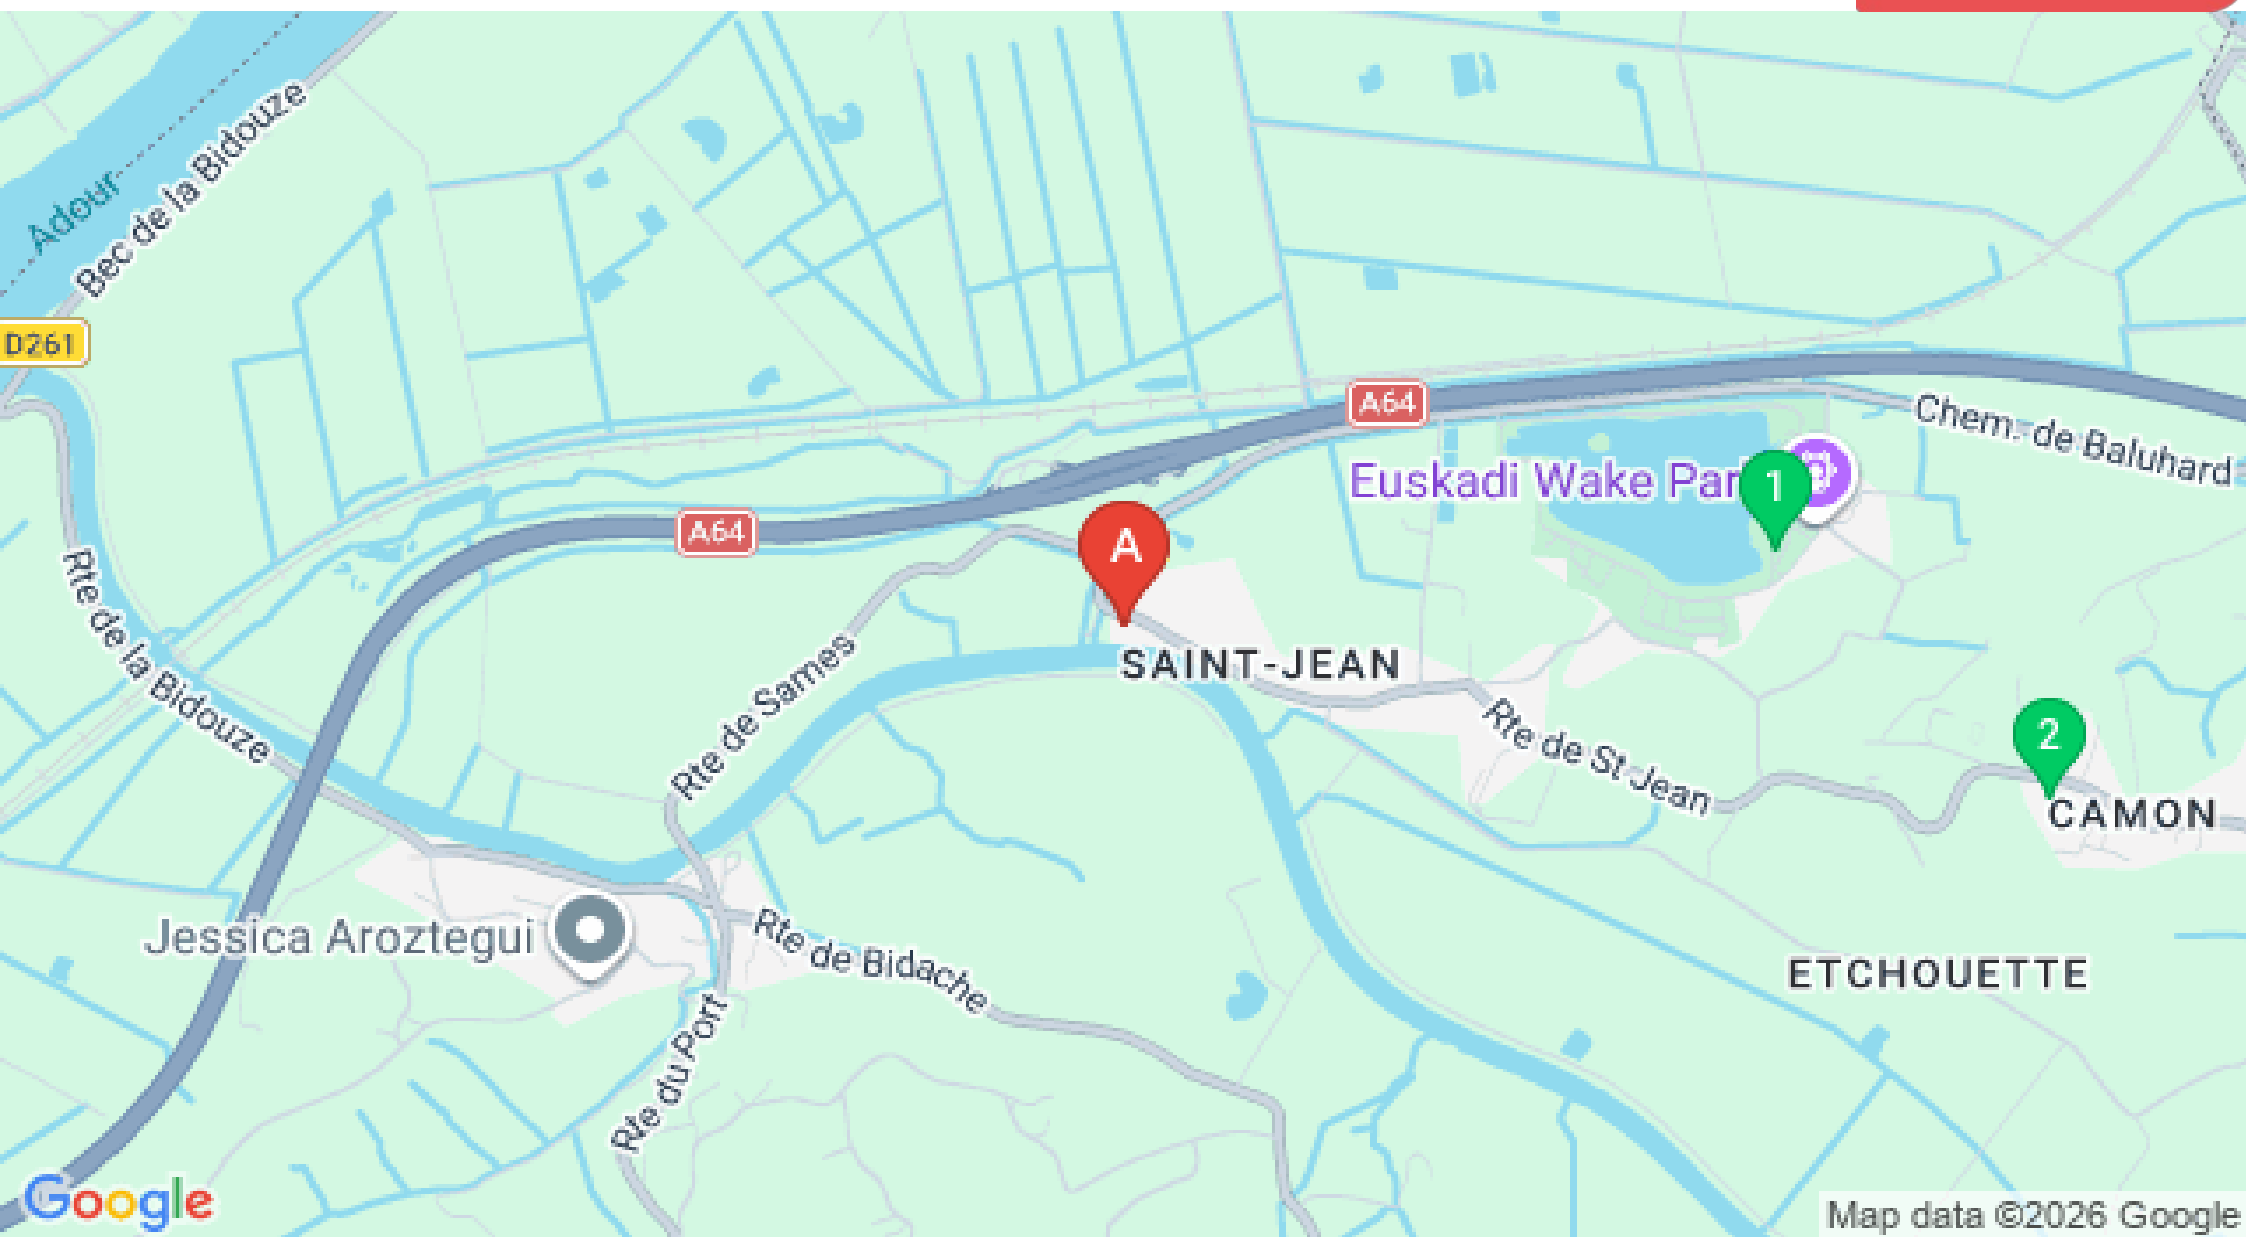 Bec de la Bidouze
Adour
D261
A64
Chem. de Baluhard
Euskadi Wake Par
1
A64
A
Rte de la Bidouze
Rte de Sames
SAINT-JEAN
Rte de St Jean
2
CAMON
Jessica Aroztegui
Rte de Bidache
ETCHOUETTE
Rte du Port
Google
Map data ©2026 Google